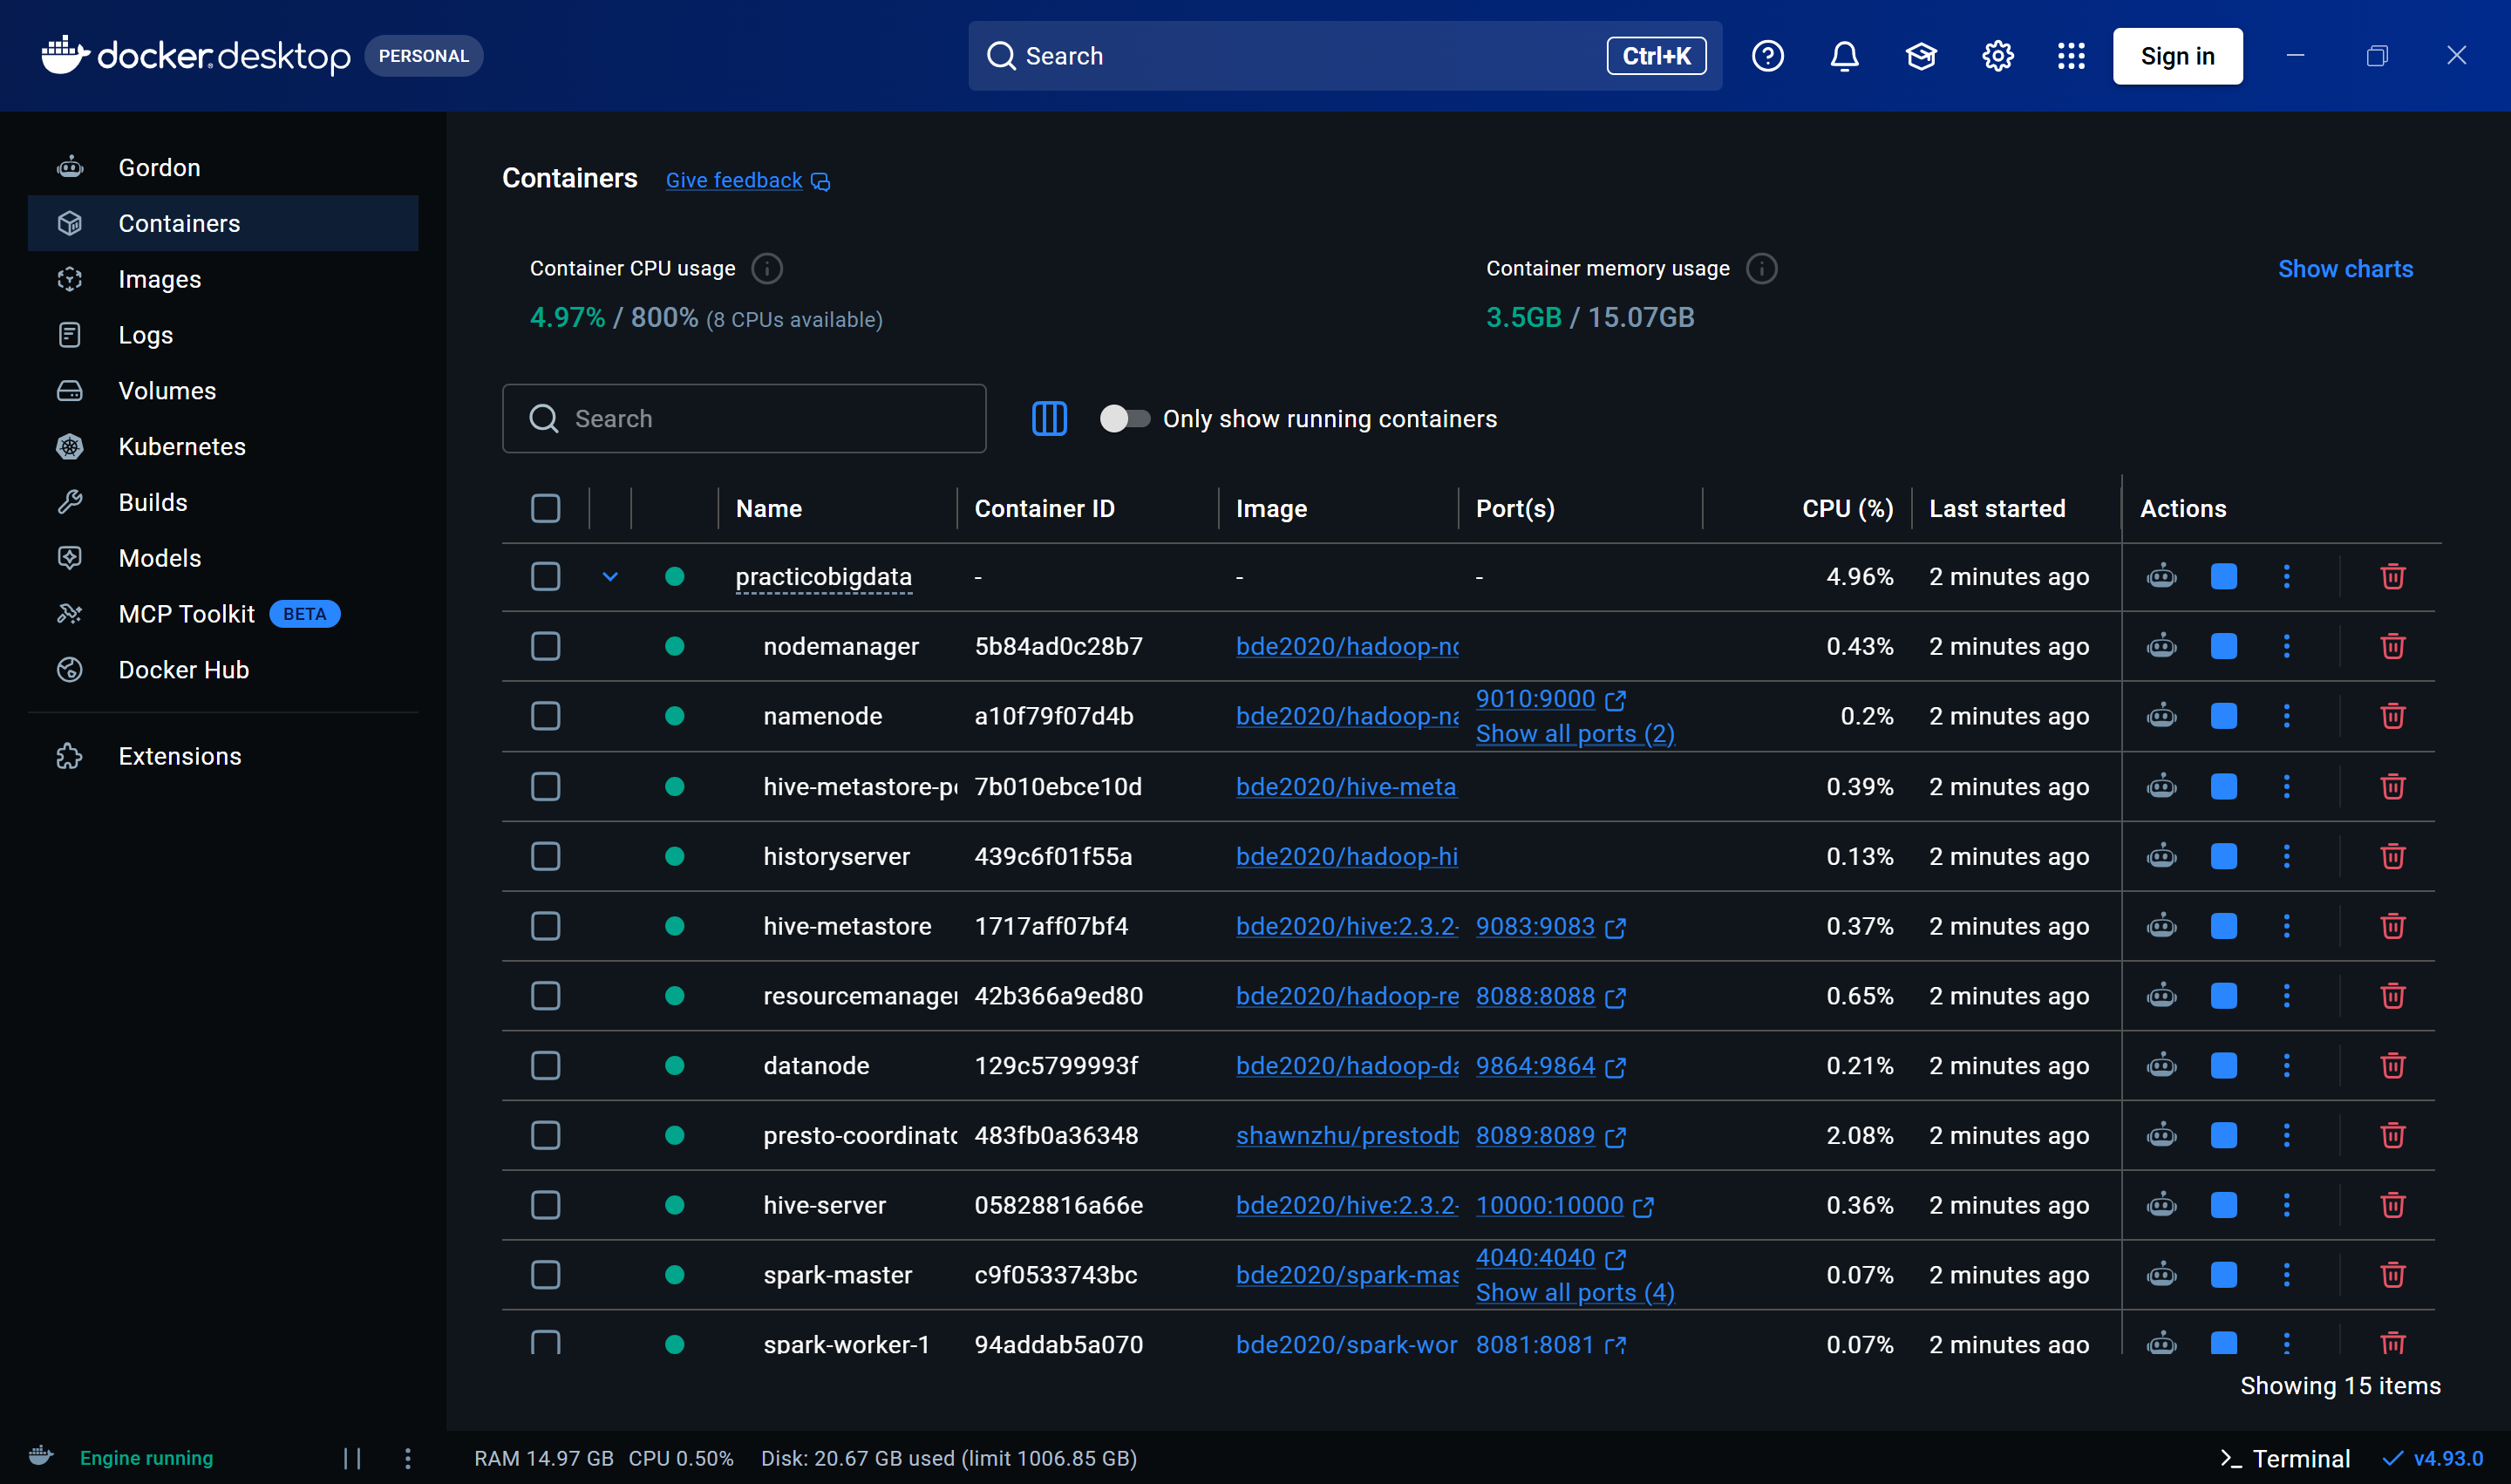 docker.desktop PERSONAL Search Ctrl+K Sign in
Gordon
Containers
Images
Logs
Volumes
Kubernetes
Builds
Models
MCP Toolkit BETA
Docker Hub
Extensions
Containers Give feedback
Container CPU usage
4.97% / 800% (8 CPUs available)
Container memory usage
3.5GB / 15.07GB
Show charts
Search
Only show running containers
Name Container ID Image Port(s) CPU (%) Last started Actions
practicobigdata - - - 4.96% 2 minutes ago
nodemanager 5b84ad0c28b7 bde2020/hadoop-no 0.43% 2 minutes ago
namenode a10f79f07d4b bde2020/hadoop-na 9010:9000 0.2% 2 minutes ago
Show all ports (2)
hive-metastore-po 7b010ebce10d bde2020/hive-meta 0.39% 2 minutes ago
historyserver 439c6f01f55a bde2020/hadoop-hi 0.13% 2 minutes ago
hive-metastore 1717aff07bf4 bde2020/hive:2.3.2- 9083:9083 0.37% 2 minutes ago
resourcemanager 42b366a9ed80 bde2020/hadoop-re 8088:8088 0.65% 2 minutes ago
datanode 129c5799993f bde2020/hadoop-da 9864:9864 0.21% 2 minutes ago
presto-coordinato 483fb0a36348 shawnzhu/prestodb 8089:8089 2.08% 2 minutes ago
hive-server 05828816a66e bde2020/hive:2.3.2- 10000:10000 0.36% 2 minutes ago
spark-master c9f0533743bc bde2020/spark-mas 4040:4040 0.07% 2 minutes ago
Show all ports (4)
spark-worker-1 94addab5a070 bde2020/spark-wor 8081:8081 0.07% 2 minutes ago
Showing 15 items
Engine running RAM 14.97 GB CPU 0.50% Disk: 20.67 GB used (limit 1006.85 GB) Terminal v4.93.0